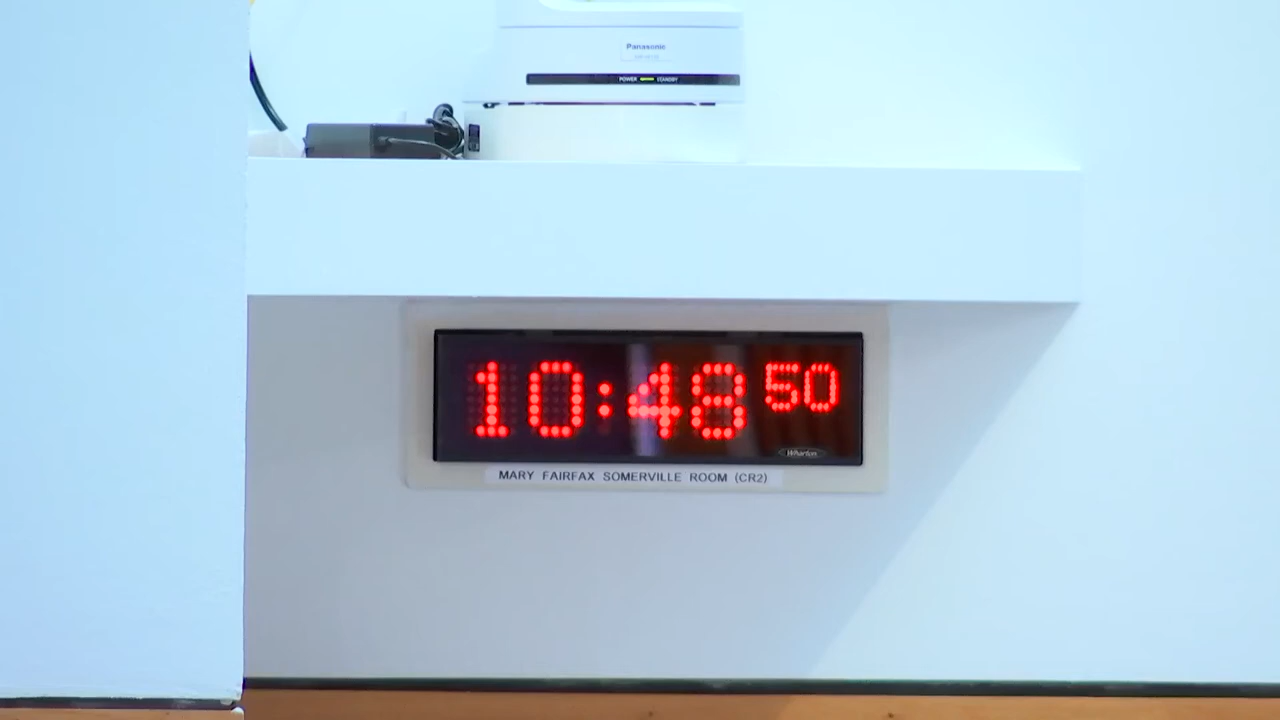 Panasonic
POWER STANDBY
10:48 50
Wharton
MARY FAIRFAX SOMERVILLE ROOM (CR2)